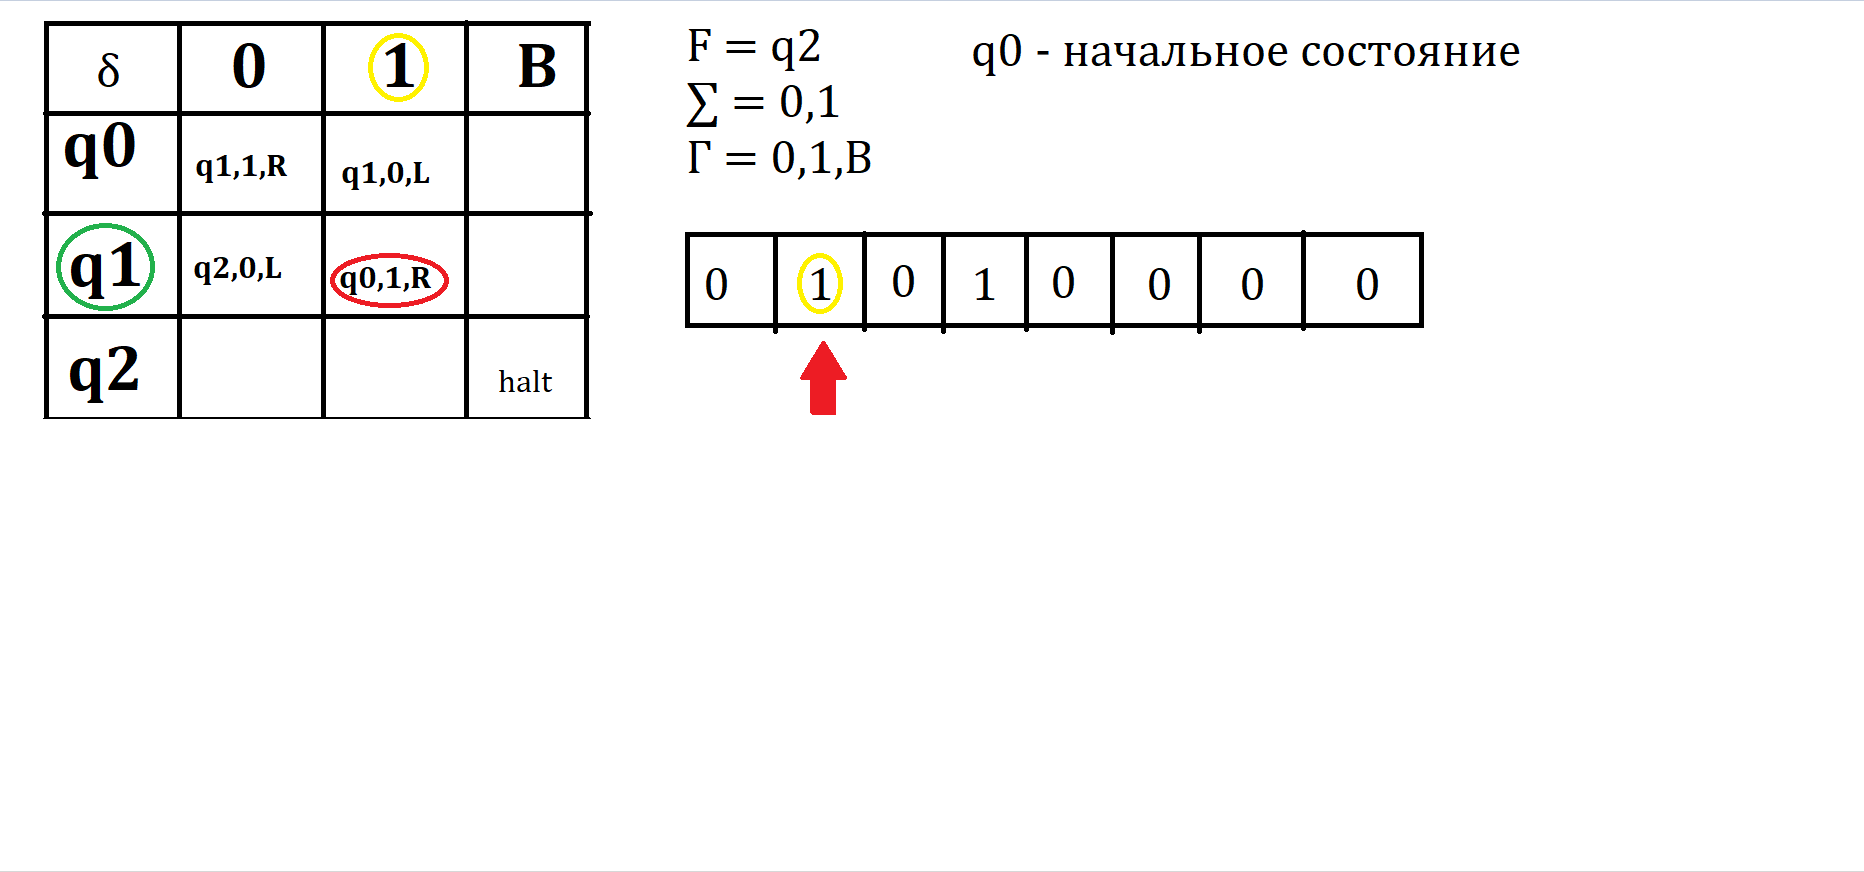 δ 0 1 B
q0 q1,1,R q1,0,L
q1 q2,0,L q0,1,R
q2 halt
F = q2
q0 - начальное состояние
∑ = 0,1
Γ = 0,1,B
0 1 0 1 0 0 0 0